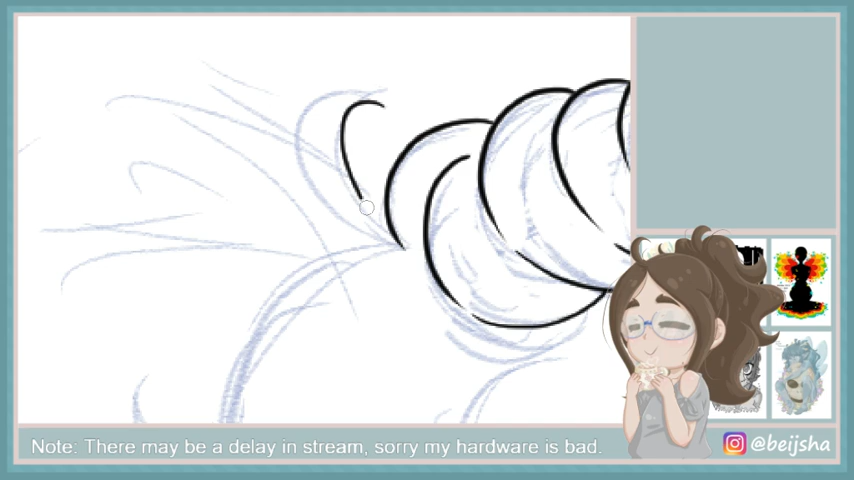 Note: There may be a delay in stream, sorry my hardware is bad.
@beijsha